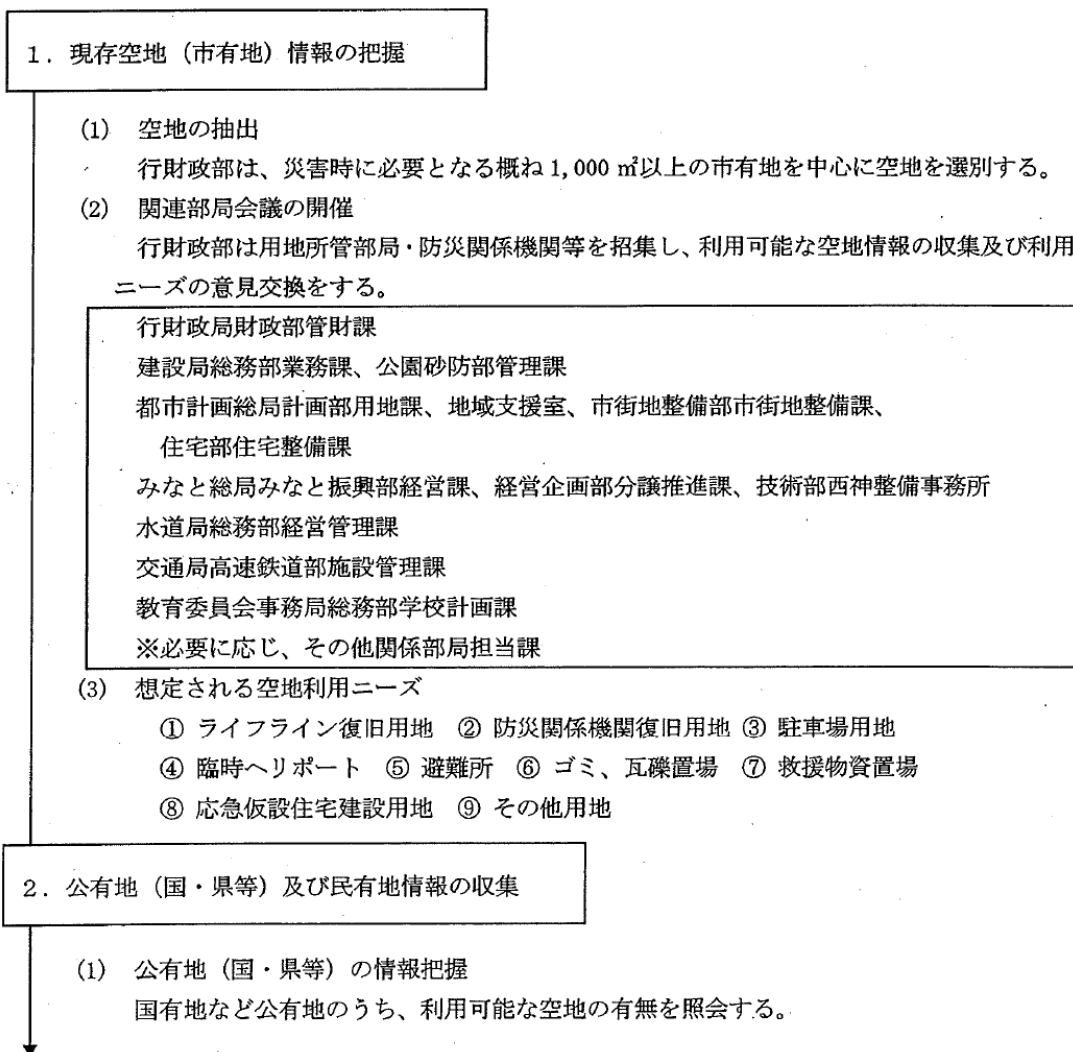 1．現存空地（市有地）情報の把握
(1)　空地の抽出
行財政部は、災害時に必要となる概ね1,000 ㎡以上の市有地を中心に空地を選別する。
(2)　関連部局会議の開催
行財政部は用地所管部局・防災関係機関等を招集し、利用可能な空地情報の収集及び利用
ニーズの意見交換をする。
行財政局財政部管財課
建設局総務部業務課、公園砂防部管理課
都市計画総局計画部用地課、地域支援室、市街地整備部市街地整備課、
住宅部住宅整備課
みなと総局みなと振興部経営課、経営企画部分譲推進課、技術部西神整備事務所
水道局総務部経営管理課
交通局高速鉄道部施設管理課
教育委員会事務局総務部学校計画課
※必要に応じ、その他関係部局担当課
(3)　想定される空地利用ニーズ
① ライフライン復旧用地　② 防災関係機関復旧用地 ③ 駐車場用地
④ 臨時ヘリポート　⑤ 避難所　⑥ ゴミ、瓦礫置場　⑦ 救援物資置場
⑧ 応急仮設住宅建設用地　⑨ その他用地
2．公有地（国・県等）及び民有地情報の収集
(1)　公有地（国・県等）の情報把握
国有地など公有地のうち、利用可能な空地の有無を照会する。